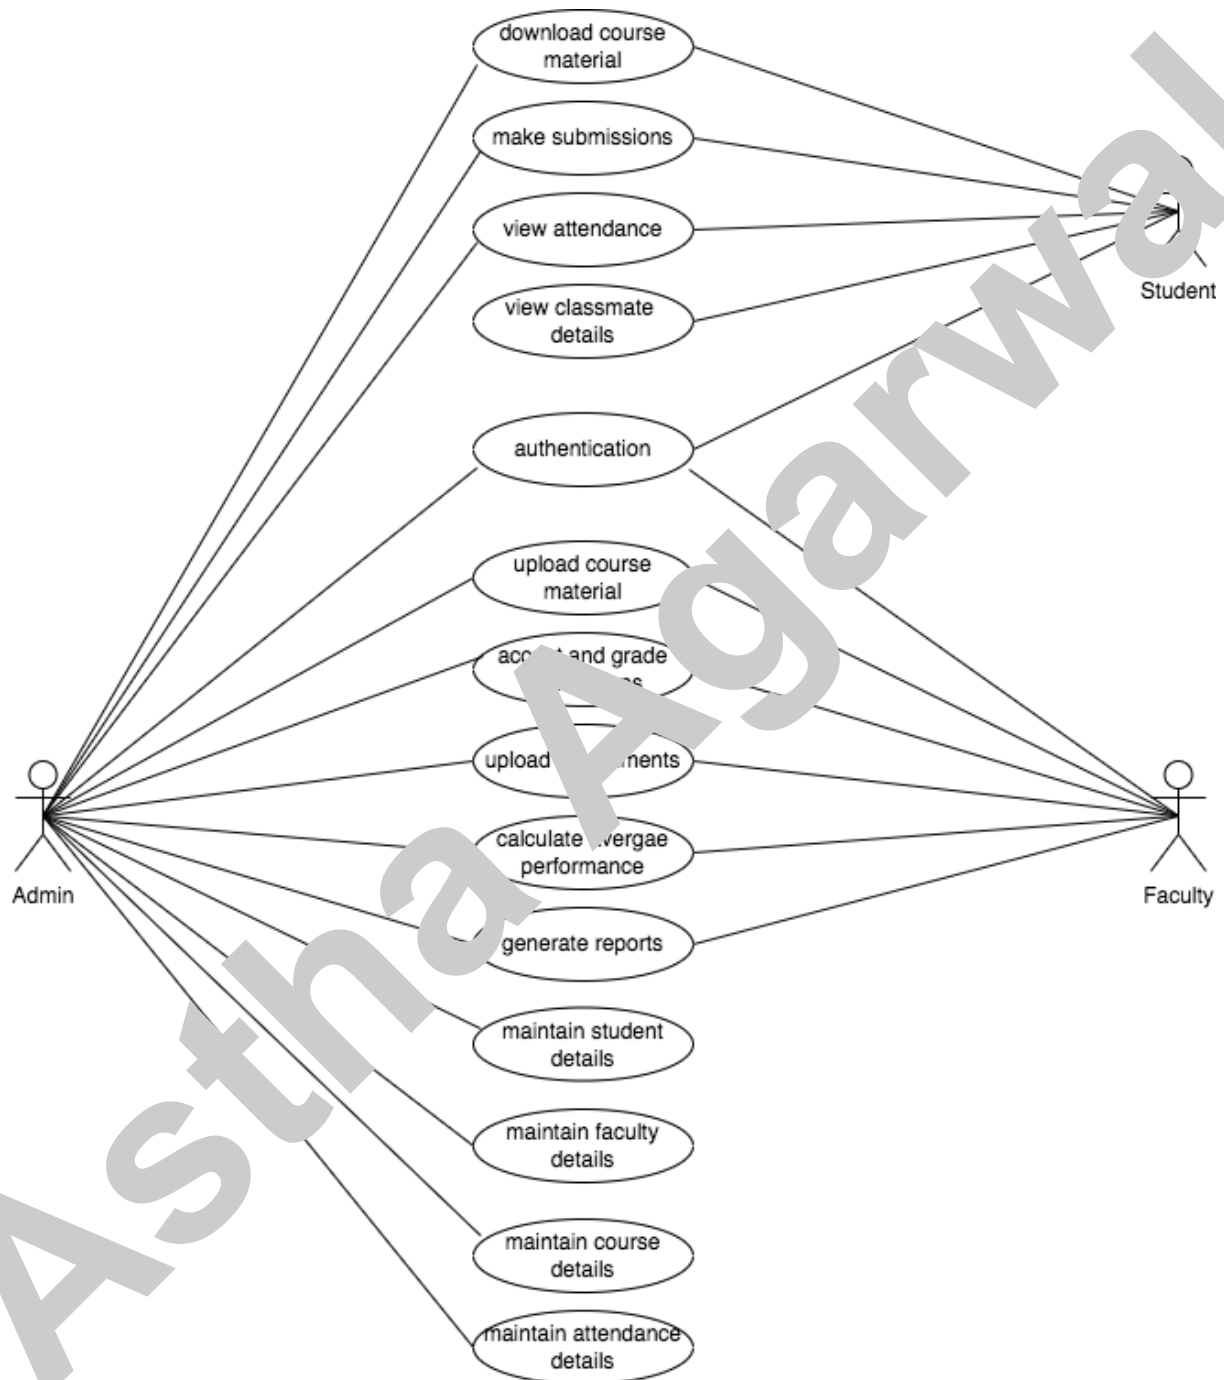 download course
material
make submissions
view attendance
view classmate
details
Student
authentication
upload course
material
and grade
upload
calculate avergae
performance
Admin
Faculty
generate reports
maintain student
details
maintain faculty
details
maintain course
details
maintain attendance
details
Astha Agarwal